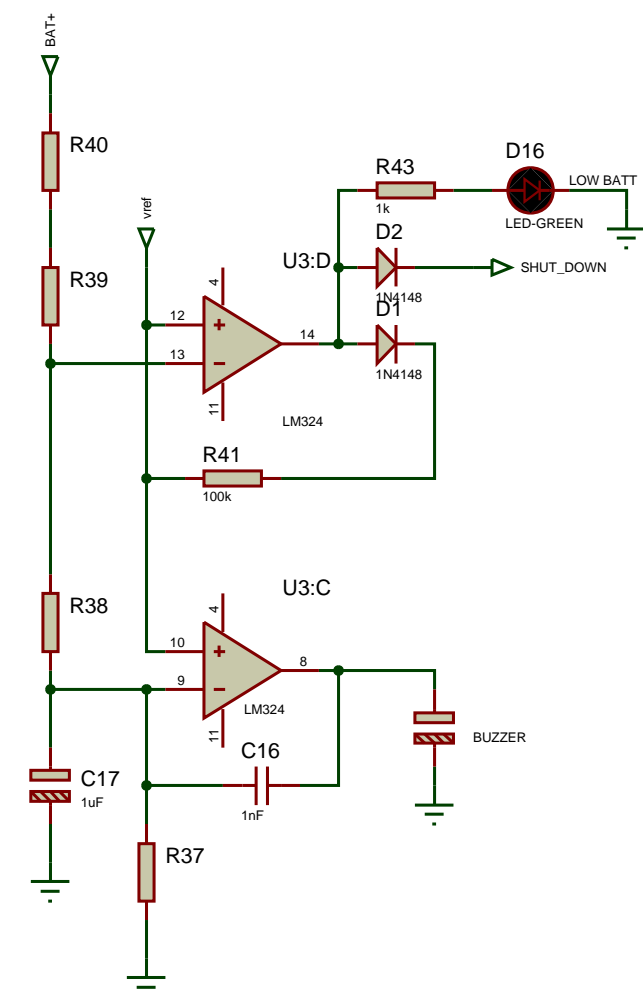 BAT+
R40
R39
vref
R43
1k
D16
LOW BATT
LED-GREEN
D2
1N4148
SHUT_DOWN
U3:D
4
12
13
14
11
LM324
D1
1N4148
R41
100k
R38
U3:C
4
10
9
8
11
LM324
BUZZER
C16
1nF
C17
1uF
R37